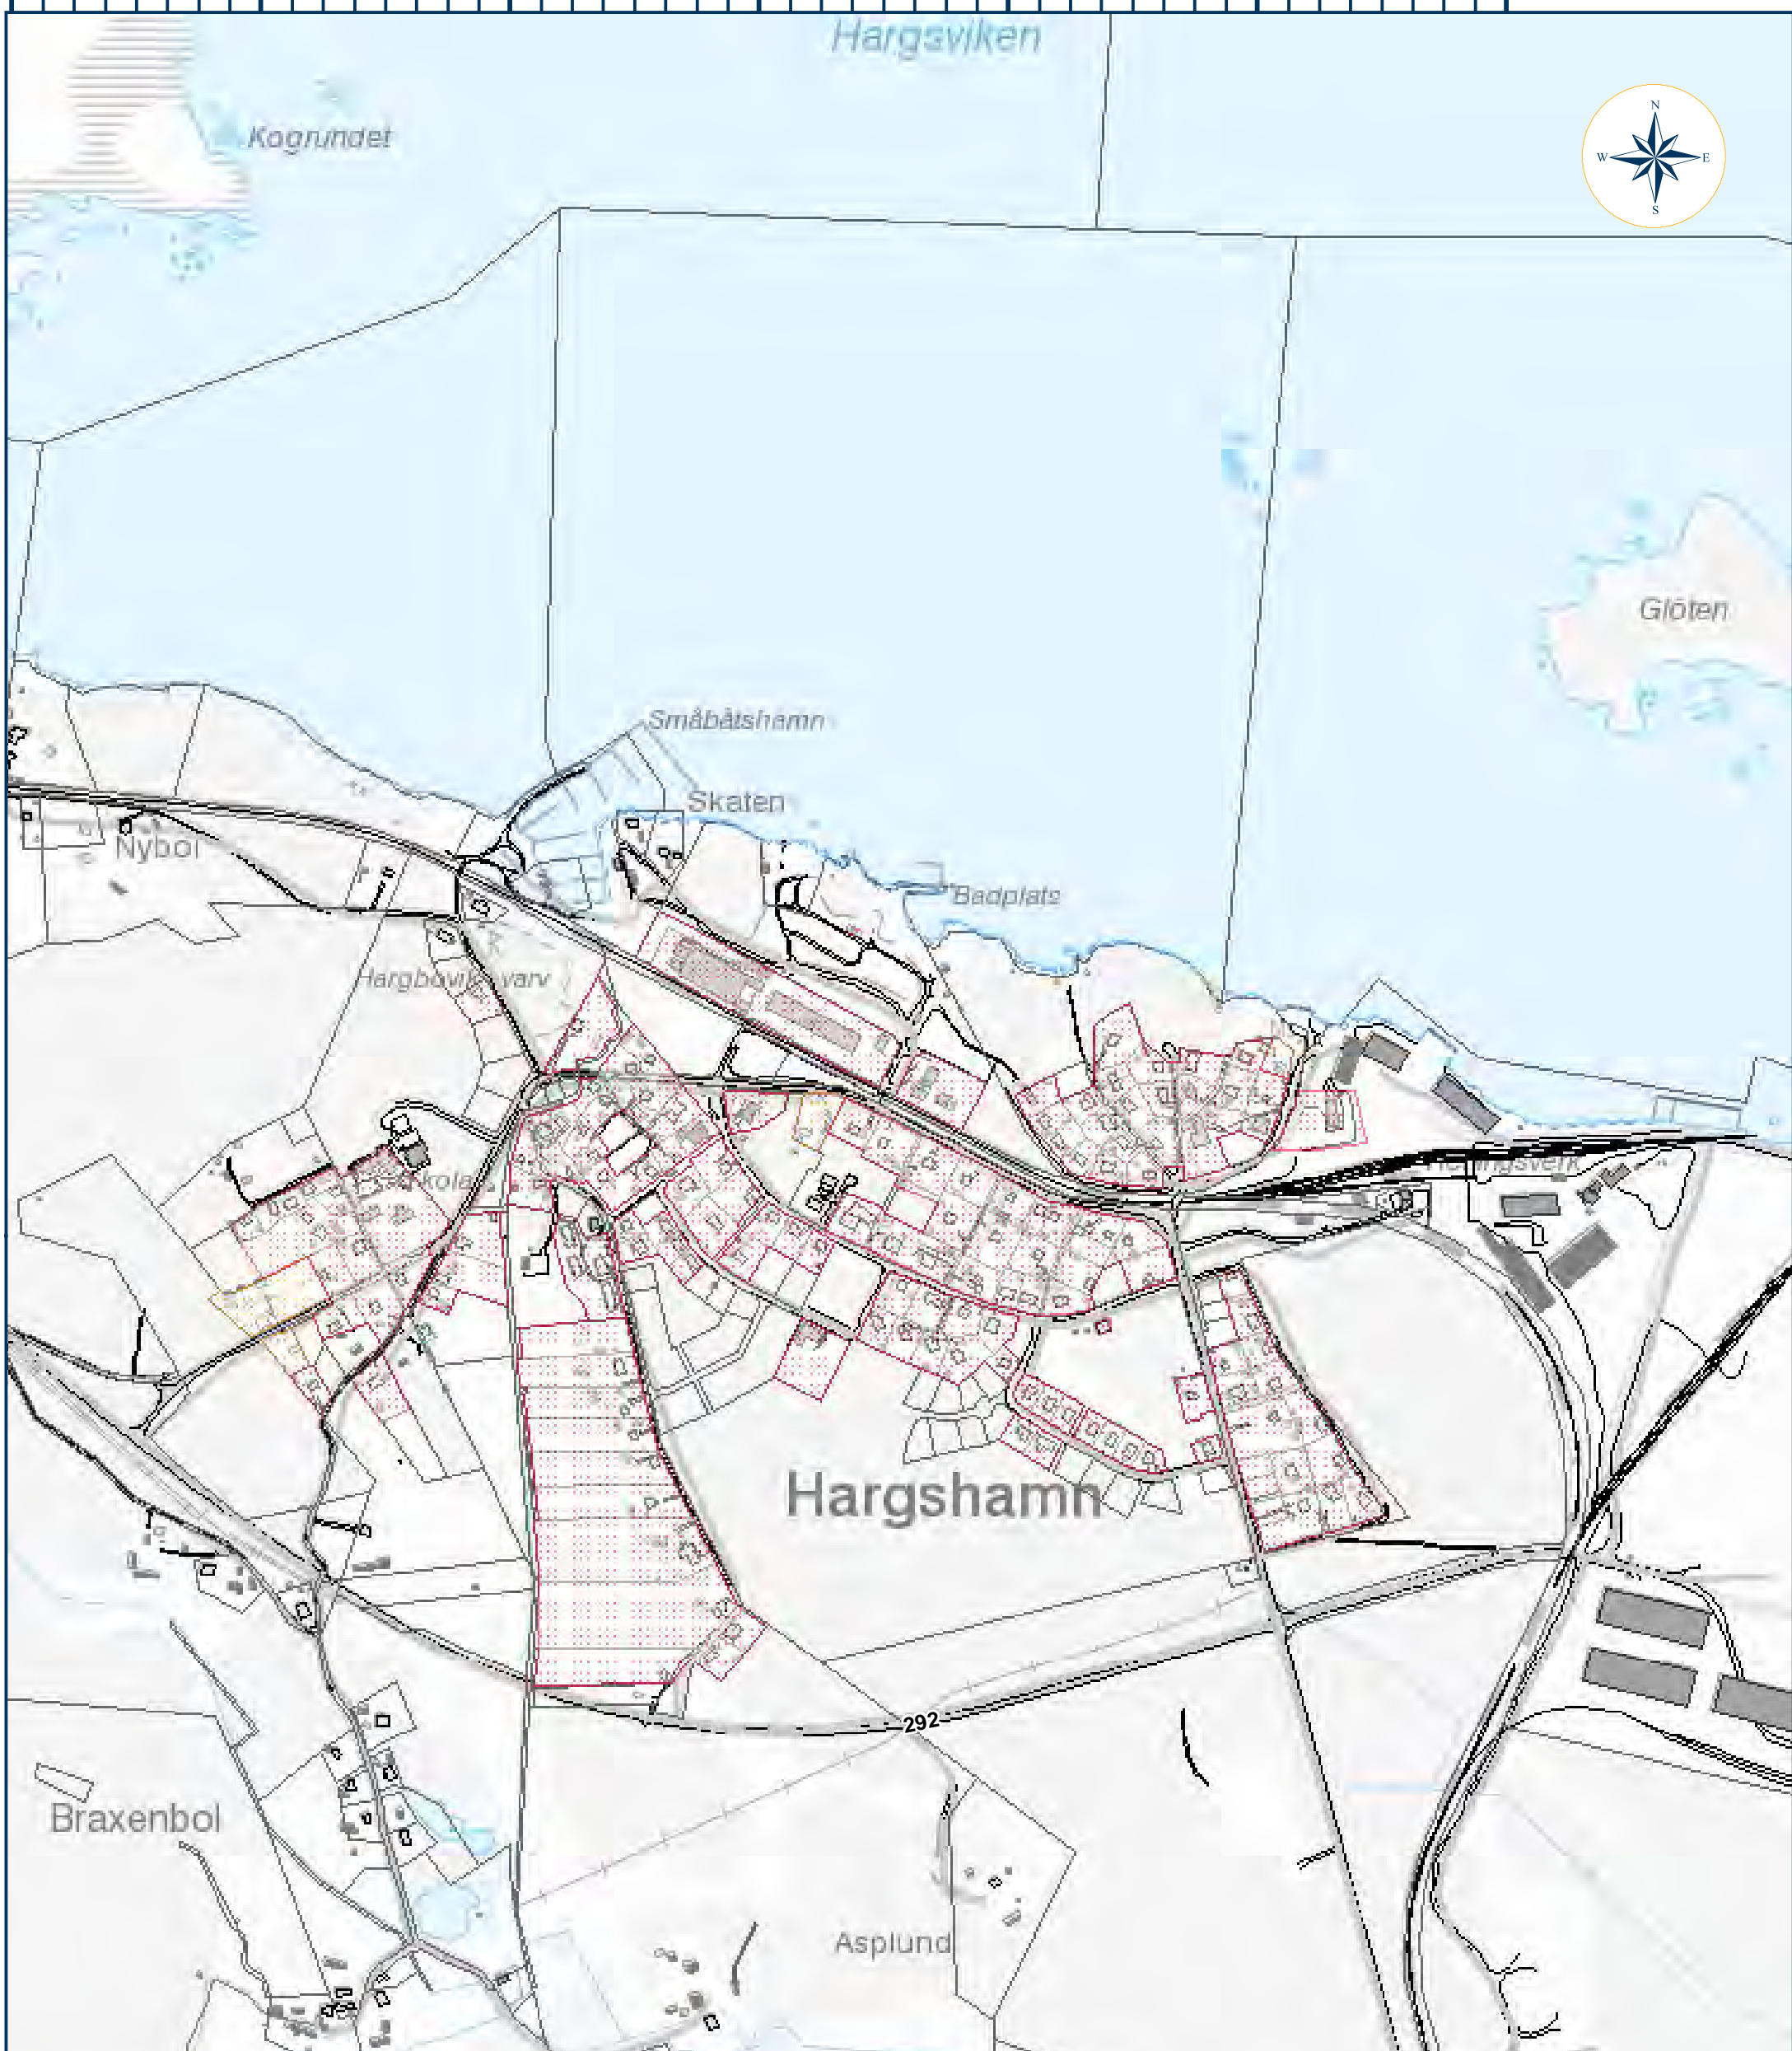 Hargsviken
Kogrundet
N
W E
S
Glöten
Småbåtshamn
Skaten
Nybol
Badplats
Hargshamn
292
Braxenbol
Asplund